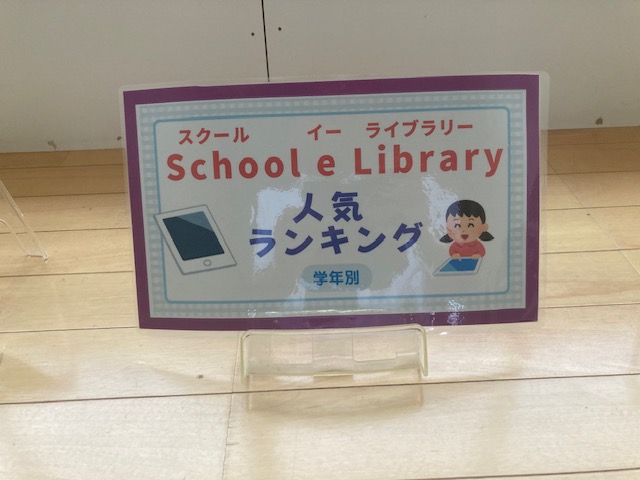 スクール イー ライブラリー
School e Library
人気
ランキング
学年別